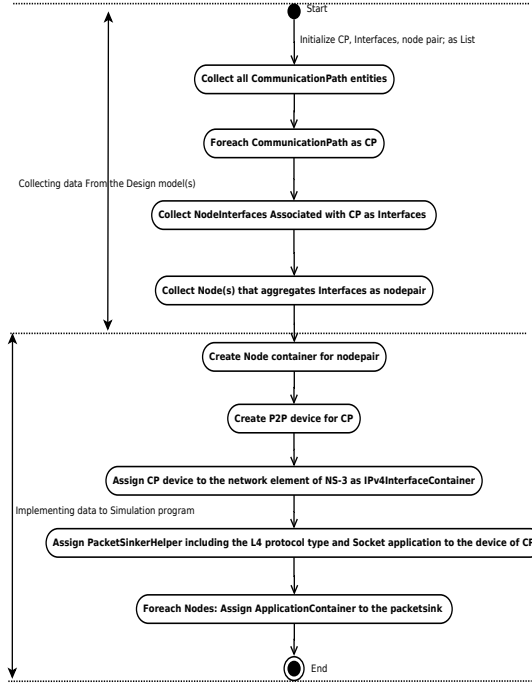 Start
Initialize CP, Interfaces, node pair; as List
Collect all CommunicationPath entities
Foreach CommunicationPath as CP
Collecting data From the Design model(s)
Collect NodeInterfaces Associated with CP as Interfaces
Collect Node(s) that aggregates Interfaces as nodepair
Create Node container for nodepair
Create P2P device for CP
Assign CP device to the network element of NS-3 as IPv4InterfaceContainer
Implementing data to Simulation program
Assign PacketSinkerHelper including the L4 protocol type and Socket application to the device of CP
Foreach Nodes: Assign ApplicationContainer to the packetsink
End